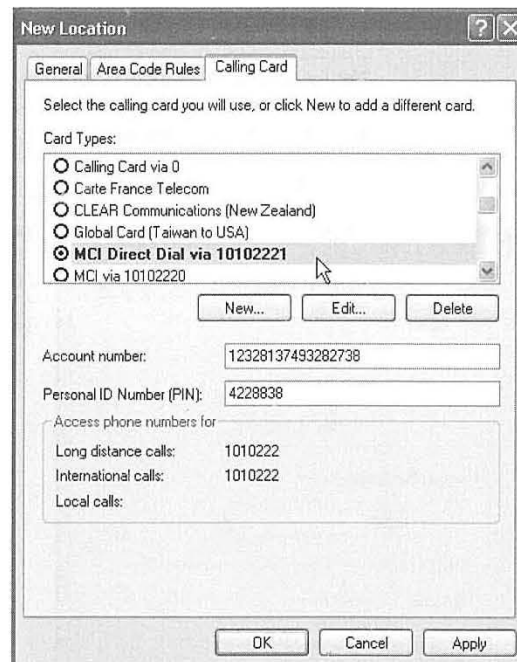 New Location
General Area Code Rules Calling Card
Select the calling card you will use, or click New to add a different card.
Card Types:
Calling Card via 0
Carte France Telecom
CLEAR Communications (New Zealand)
Global Card (Taiwan to USA)
MCI Direct Dial via 10102221
MCI via 10102220
New... Edit... Delete
Account number: 12328137493282738
Personal ID Number (PIN): 4228838
Access phone numbers for
Long distance calls: 1010222
International calls: 1010222
Local calls:
OK Cancel Apply